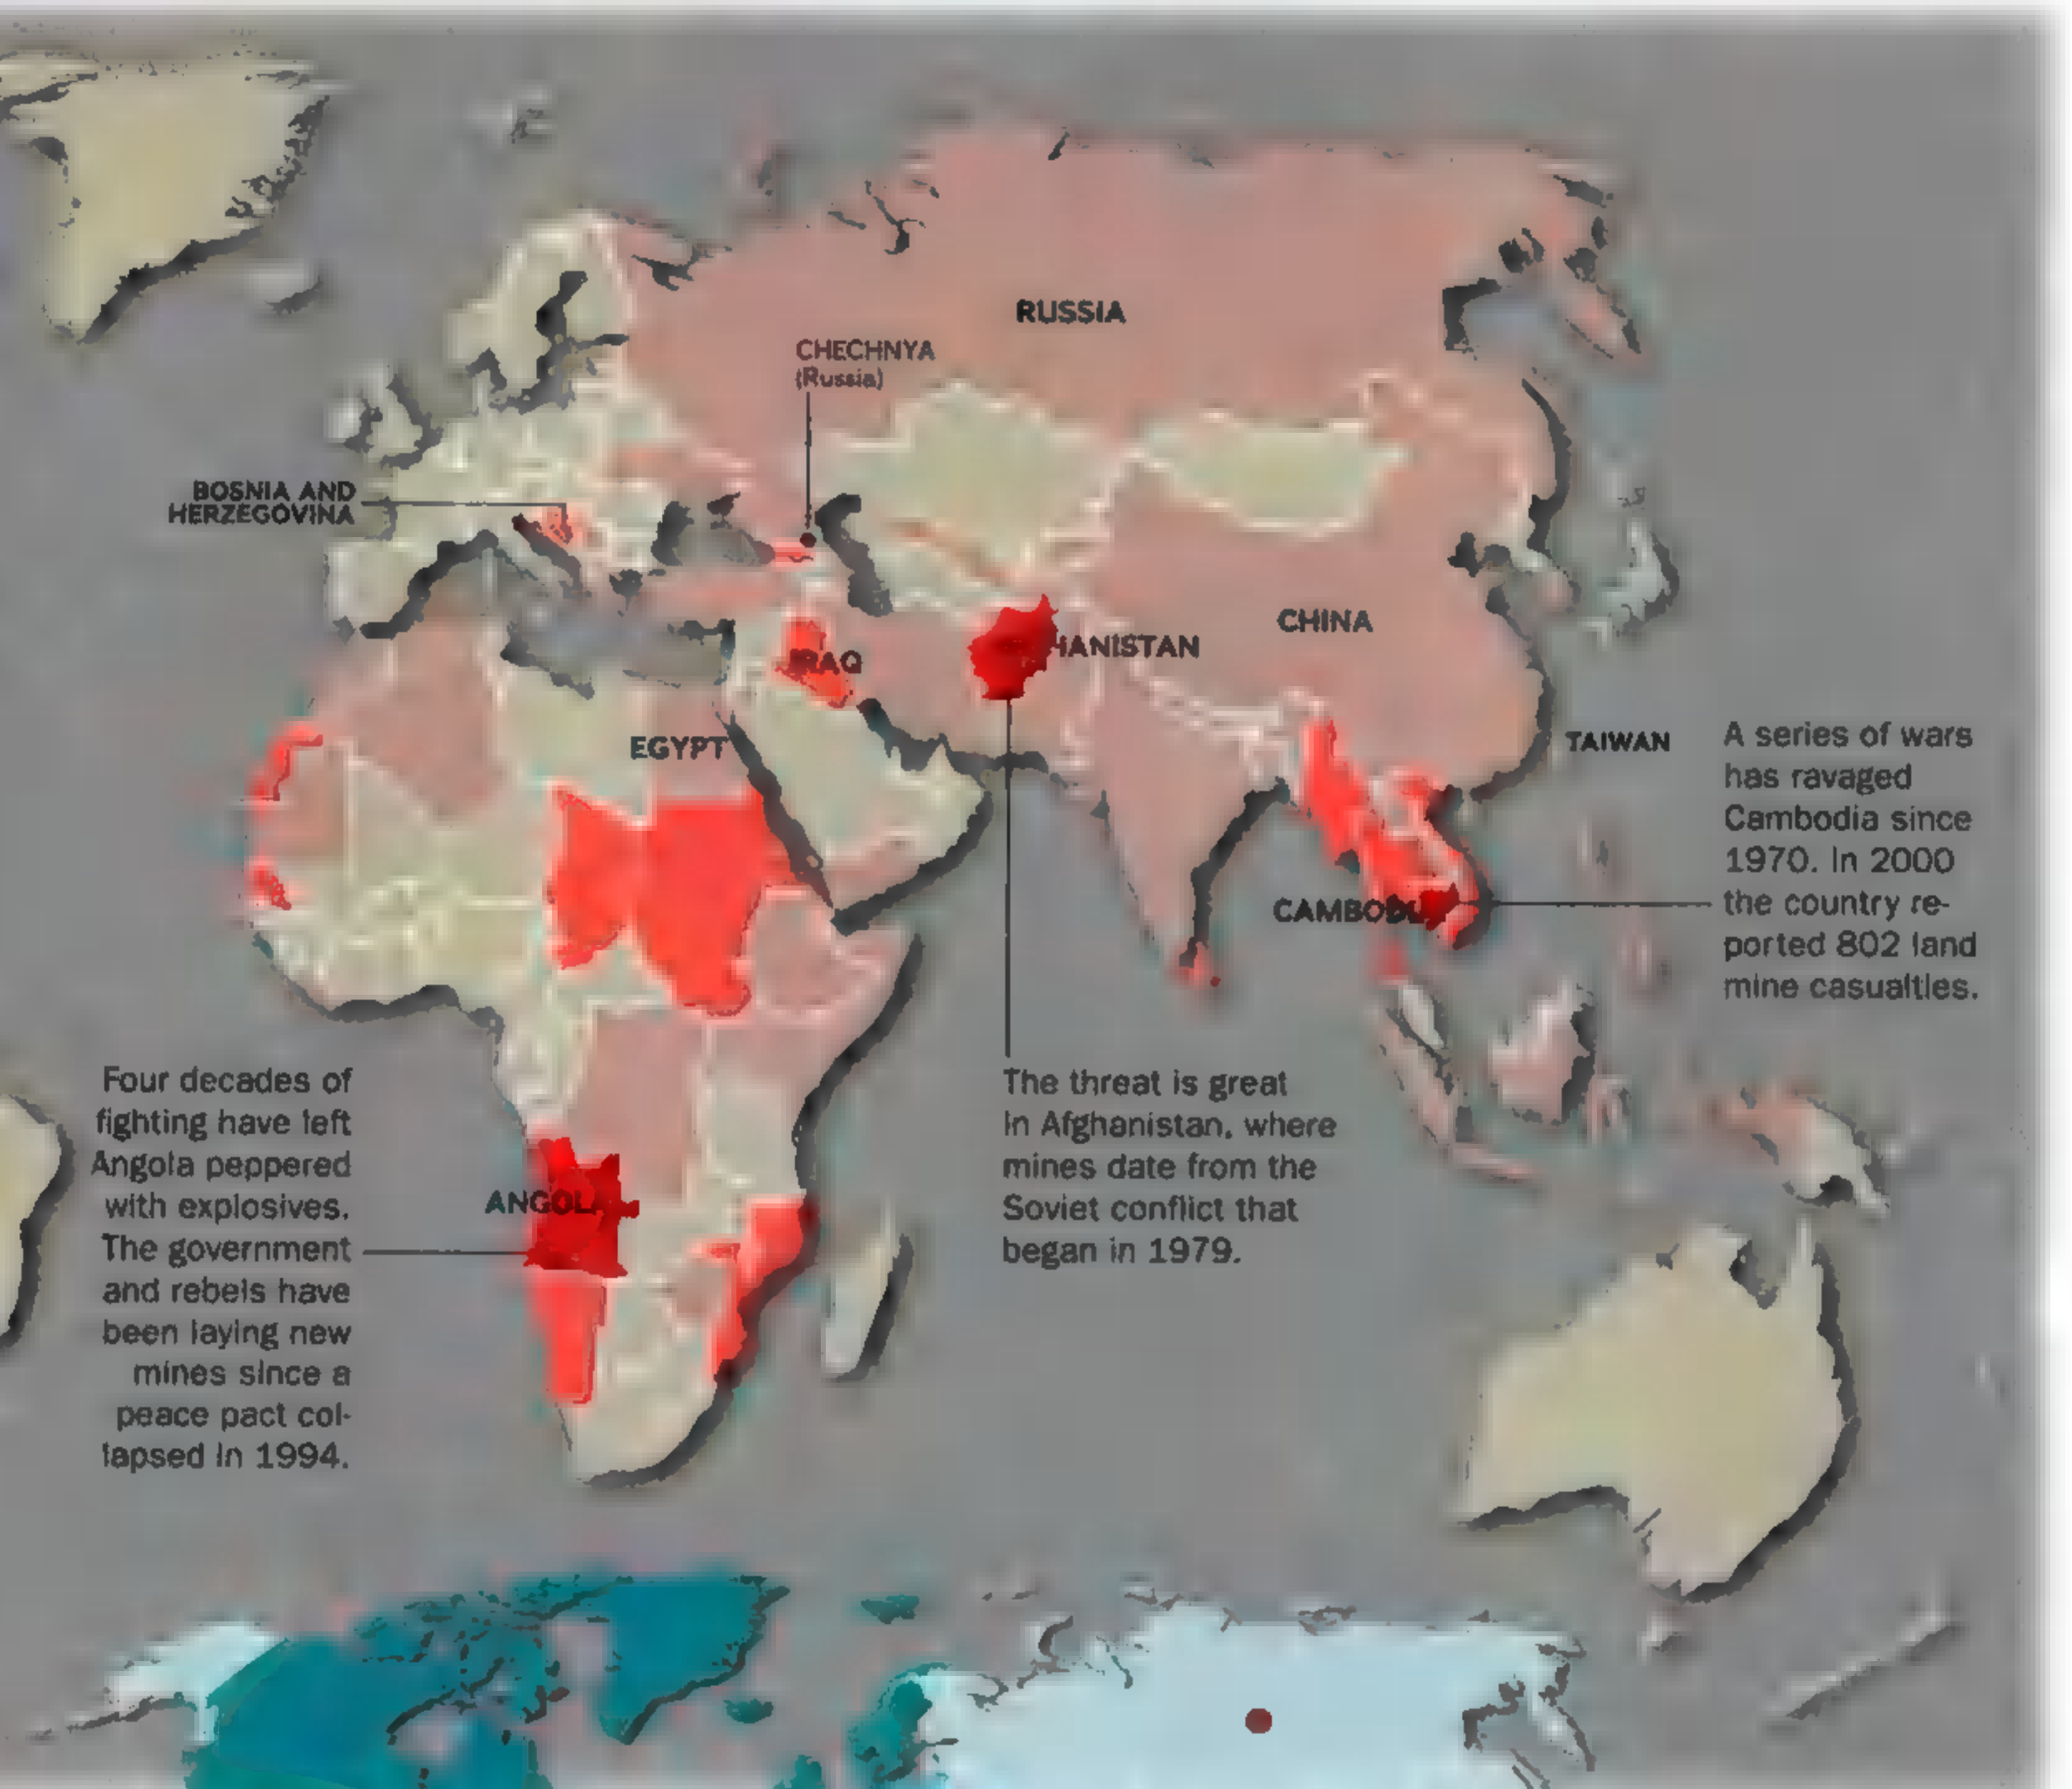 RUSSIA
CHECHNYA
(Russia)
BOSNIA AND
HERZEGOVINA
CHINA
IRAQ
HANISTAN
EGYPT
TAIWAN
A series of wars
has ravaged
Cambodia since
1970. In 2000
the country re-
ported 802 land
mine casualties.
CAMBODI
Four decades of
fighting have left
Angola peppered
with explosives.
The government
and rebels have
been laying new
mines since a
peace pact col-
lapsed in 1994.
ANGOLA
The threat is great
in Afghanistan, where
mines date from the
Soviet conflict that
began in 1979.